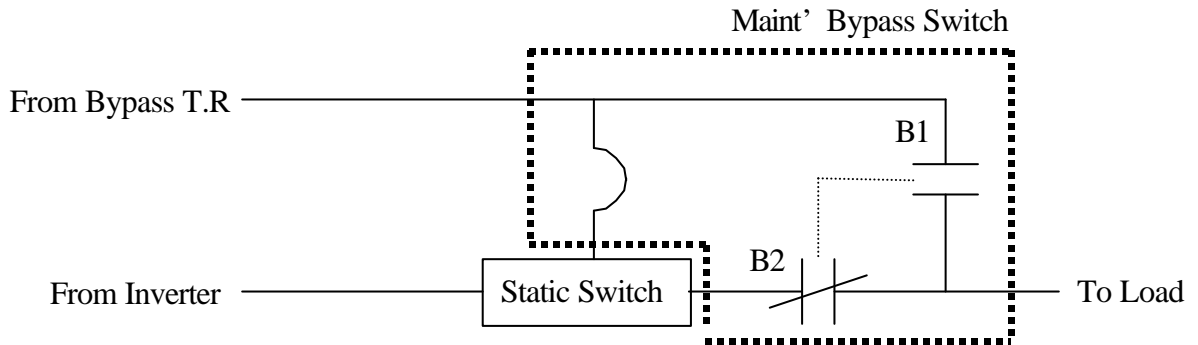 Maint’ Bypass Switch
From Bypass T.R
B1
B2
From Inverter
Static Switch
To Load